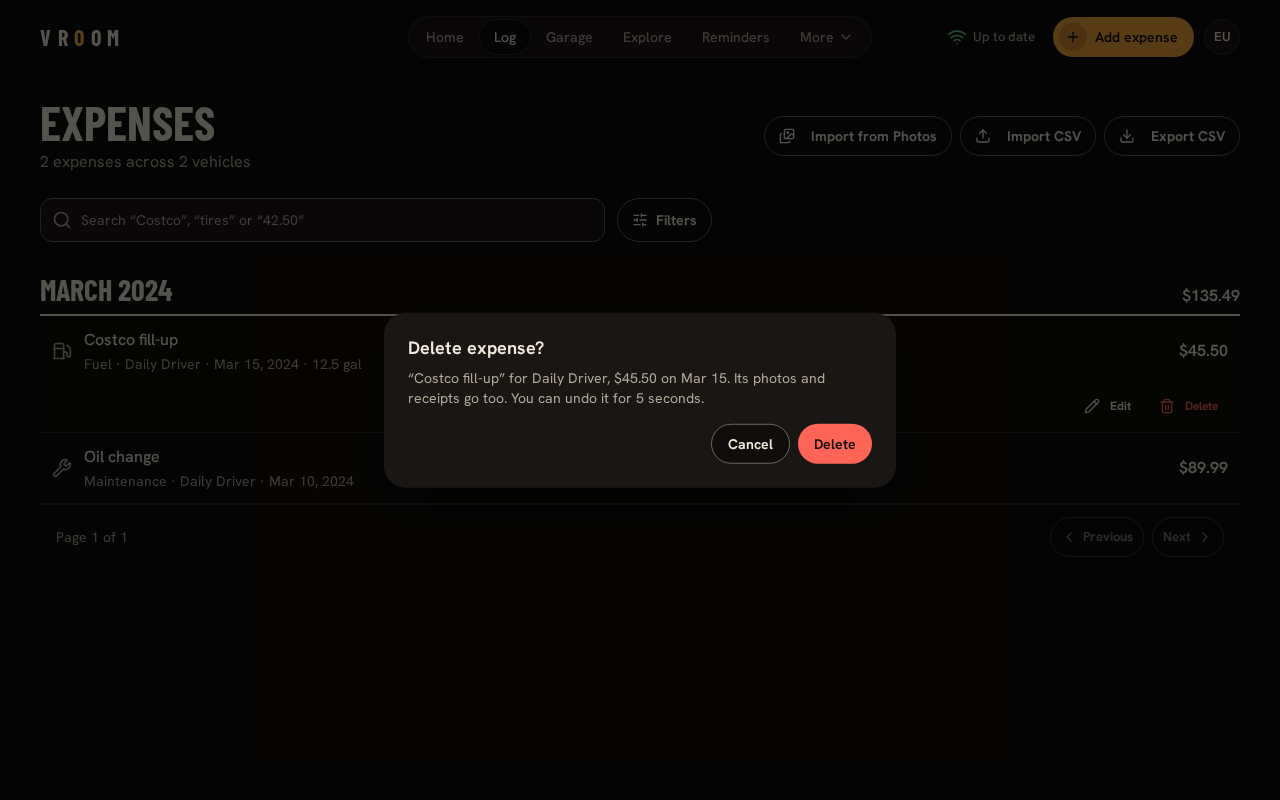 VROOM
Home Log Garage Explore Reminders More
Up to date
Add expense
EU
EXPENSES
2 expenses across 2 vehicles
Import from Photos
Import CSV
Export CSV
Search “Costco”, “tires” or “42.50”
Filters
MARCH 2024
$135.49
Costco fill-up
Fuel · Daily Driver · Mar 15, 2024 · 12.5 gal
$45.50
Edit
Delete
Delete expense?
“Costco fill-up” for Daily Driver, $45.50 on Mar 15. Its photos and
receipts go too. You can undo it for 5 seconds.
Cancel
Delete
Oil change
Maintenance · Daily Driver · Mar 10, 2024
$89.99
Page 1 of 1
Previous
Next